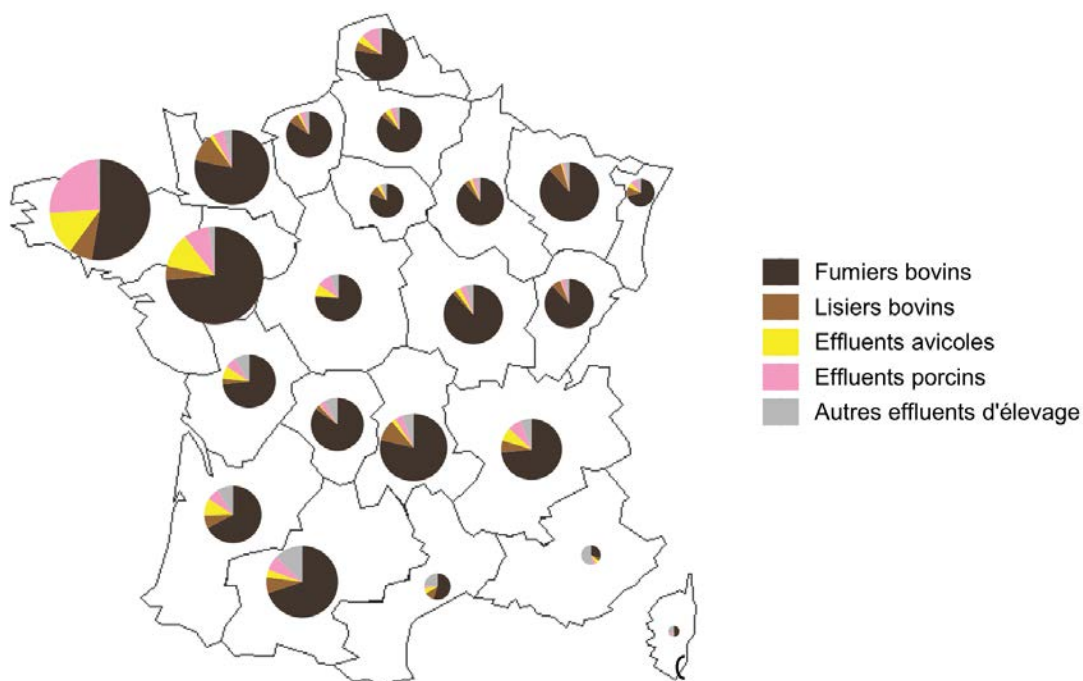 Fumiers bovins
Lisiers bovins
Effluents avicoles
Effluents porcins
Autres effluents d'élevage